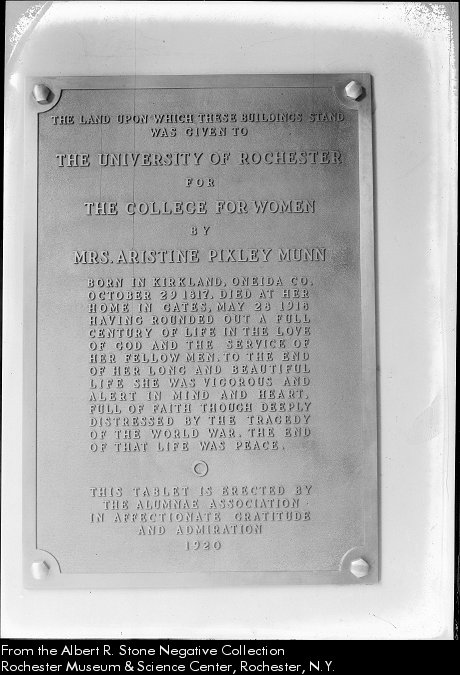 THE LAND UPON WHICH THESE BUILDINGS STAND
WAS GIVEN TO
THE UNIVERSITY OF ROCHESTER
FOR
THE COLLEGE FOR WOMEN
BY
MRS. ARISTINE PIXLEY MUNN
BORN IN KIRKLAND, ONEIDA CO.
OCTOBER 29 1817. DIED AT HER
HOME IN GATES, MAY 28 1918
HAVING ROUNDED OUT A FULL
CENTURY OF LIFE IN THE LOVE
OF GOD AND THE SERVICE OF
HER FELLOW MEN. TO THE END
OF HER LONG AND BEAUTIFUL
LIFE SHE WAS VIGOROUS AND
ALERT IN MIND AND HEART,
FULL OF FAITH THOUGH DEEPLY
DISTRESSED BY THE TRAGEDY
OF THE WORLD WAR. THE END
OF THAT LIFE WAS PEACE.
THIS TABLET IS ERECTED BY
THE ALUMNAE ASSOCIATION
IN AFFECTIONATE GRATITUDE
AND ADMIRATION
1920
From the Albert R. Stone Negative Collection
Rochester Museum & Science Center, Rochester, N.Y.